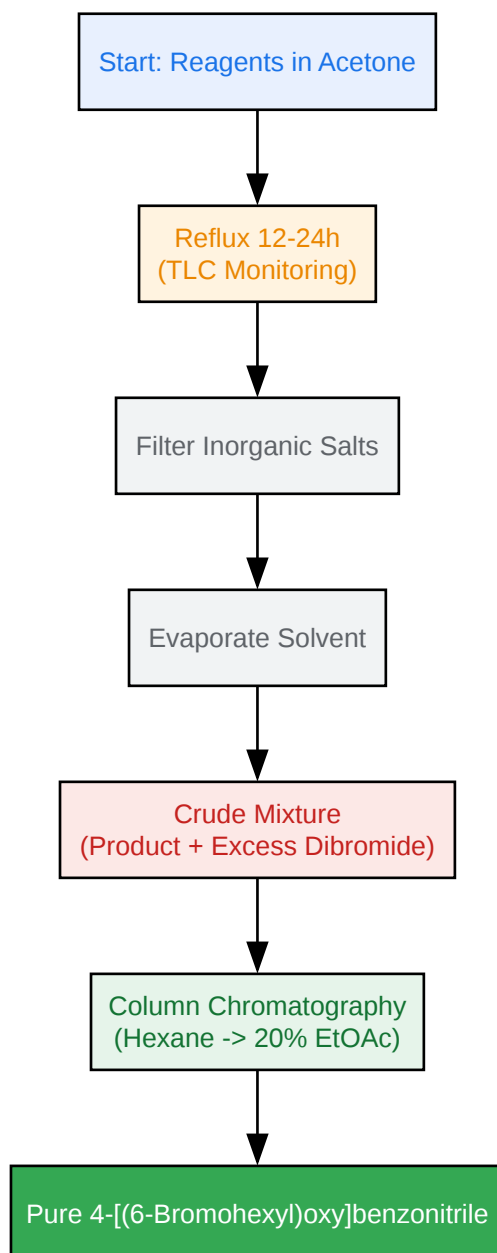 Start: Reagents in Acetone
Reflux 12-24h
(TLC Monitoring)
Filter Inorganic Salts
Evaporate Solvent
Crude Mixture
(Product + Excess Dibromide)
Column Chromatography
(Hexane -> 20% EtOAc)
Pure 4-[(6-Bromohexyl)oxy]benzonitrile